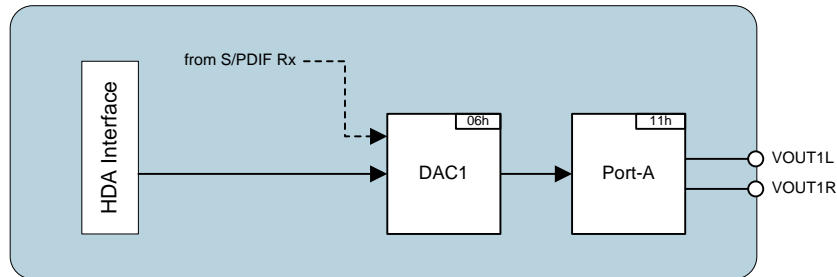 from S/PDIF Rx
HDA Interface
06h
DAC1
11h
Port-A
VOUT1L
VOUT1R